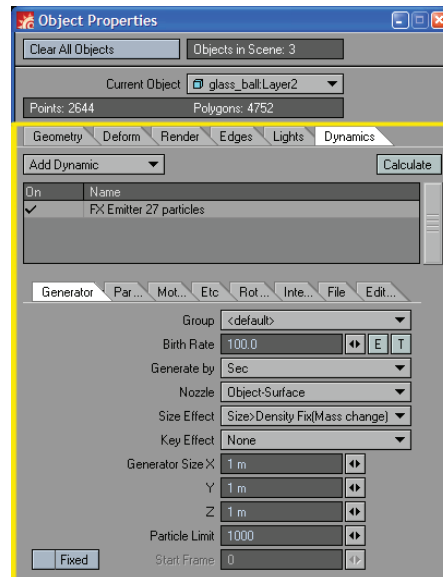 Object Properties
Clear All Objects Objects in Scene: 3
Current Object glass_ball:Layer2
Points: 2644 Polygons: 4752
Geometry Deform Render Edges Lights Dynamics
Add Dynamic Calculate
On Name
FX Emitter 27 particles
Generator Par... Mot... Etc Rot... Inte... File Edit...
Group <default>
Birth Rate 100.0 E T
Generate by Sec
Nozzle Object-Surface
Size Effect Size>Density Fix(Mass change)
Key Effect None
Generator Size X 1 m
Y 1 m
Z 1 m
Particle Limit 1000
Fixed Start Frame 0